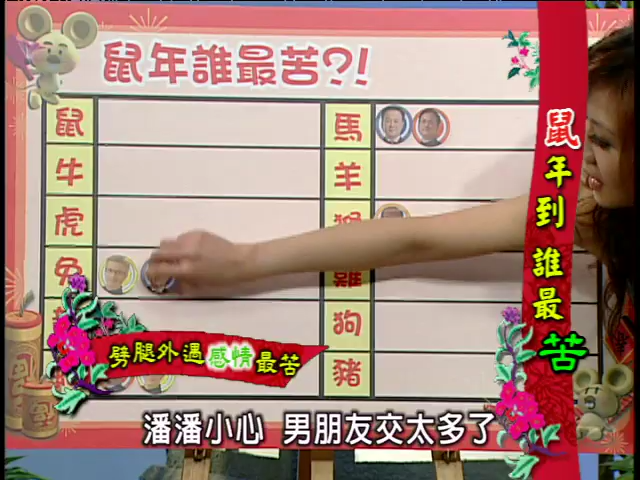 鼠年誰最苦?!
鼠
馬
牛
羊
虎
猴
兔
雞
狗
豬
鼠年到 誰最苦
劈腿外遇感情最苦
潘潘小心 男朋友交太多了